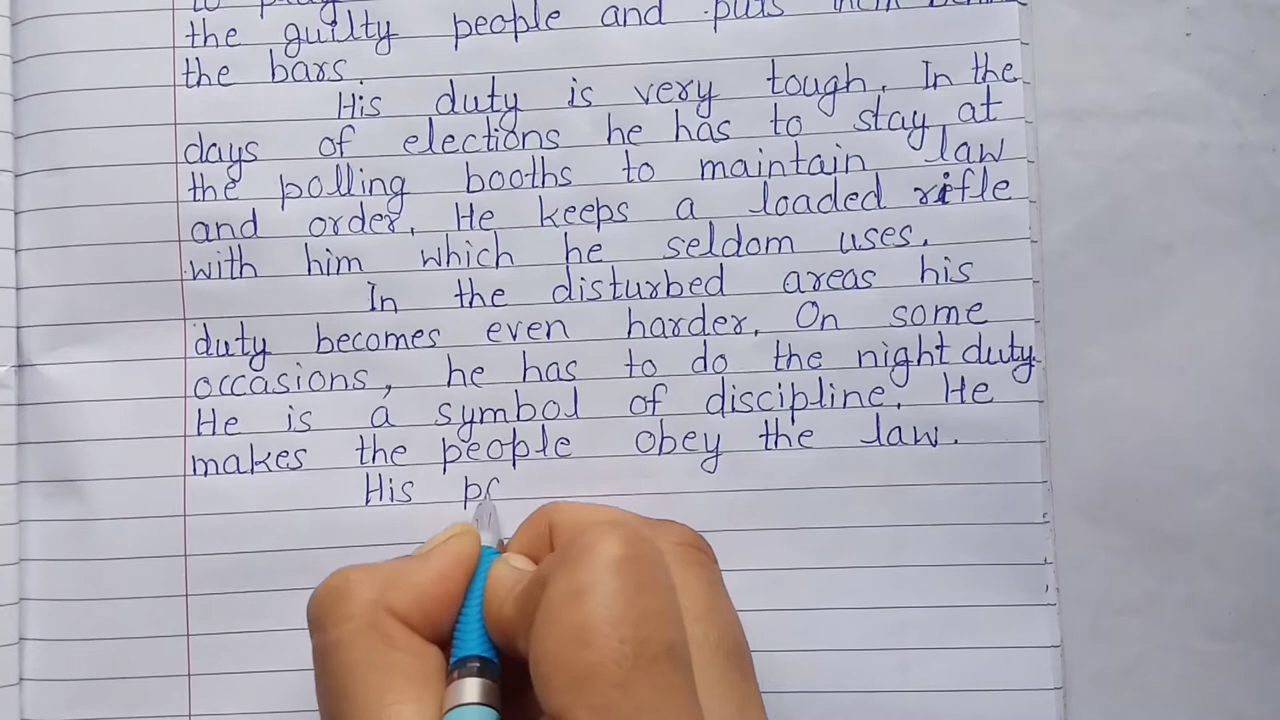 the guilty people and puts them behind
the bars.
His duty is very tough. In the
days of elections he has to stay at
the polling booths to maintain law
and order. He keeps a loaded rifle
with him which he seldom uses.
In the disturbed areas his
duty becomes even harder. On some
occasions, he has to do the night duty
He is a symbol of discipline. He
makes the people obey the law.
His